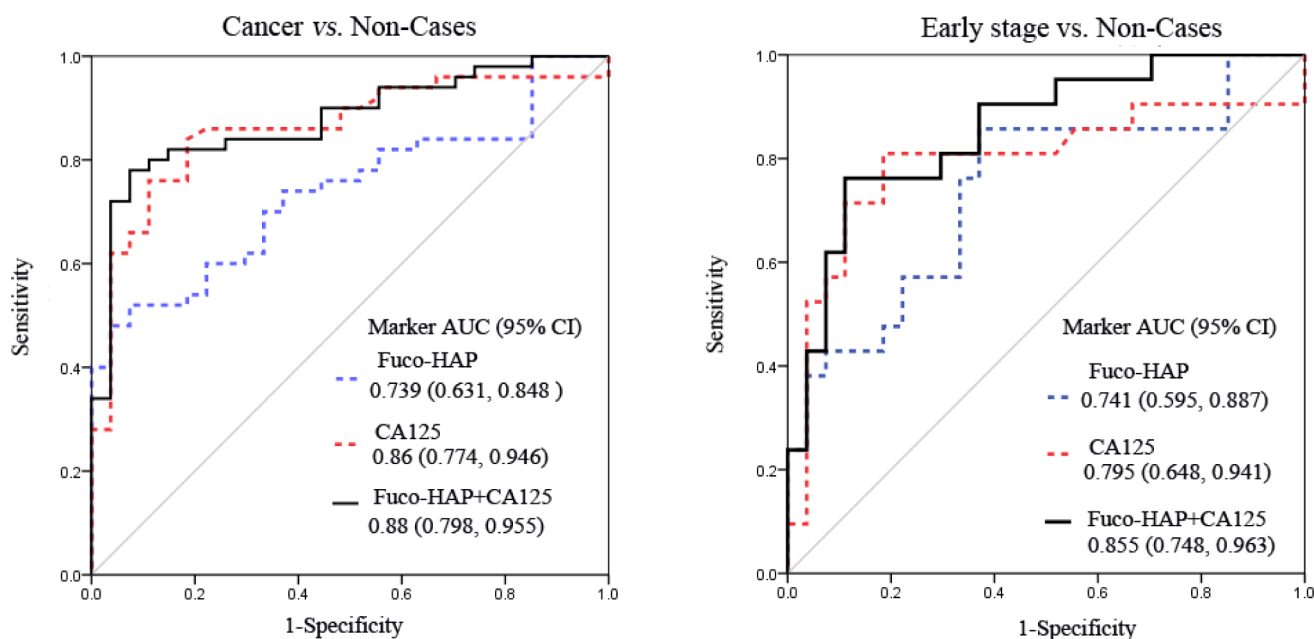 Cancer vs. Non-Cases
1.0
0.8
0.6
0.4
0.2
0.0
Sensitivity
Marker AUC (95% CI)
Fuco-HAP
0.739 (0.631, 0.848 )
CA125
0.86 (0.774, 0.946)
Fuco-HAP+CA125
0.88 (0.798, 0.955)
0.0 0.2 0.4 0.6 0.8 1.0
1-Specificity
Early stage vs. Non-Cases
1.0
0.8
0.6
0.4
0.2
0.0
Sensitivity
Marker AUC (95% CI)
Fuco-HAP
0.741 (0.595, 0.887)
CA125
0.795 (0.648, 0.941)
Fuco-HAP+CA125
0.855 (0.748, 0.963)
0.0 0.2 0.4 0.6 0.8 1.0
1-Specificity